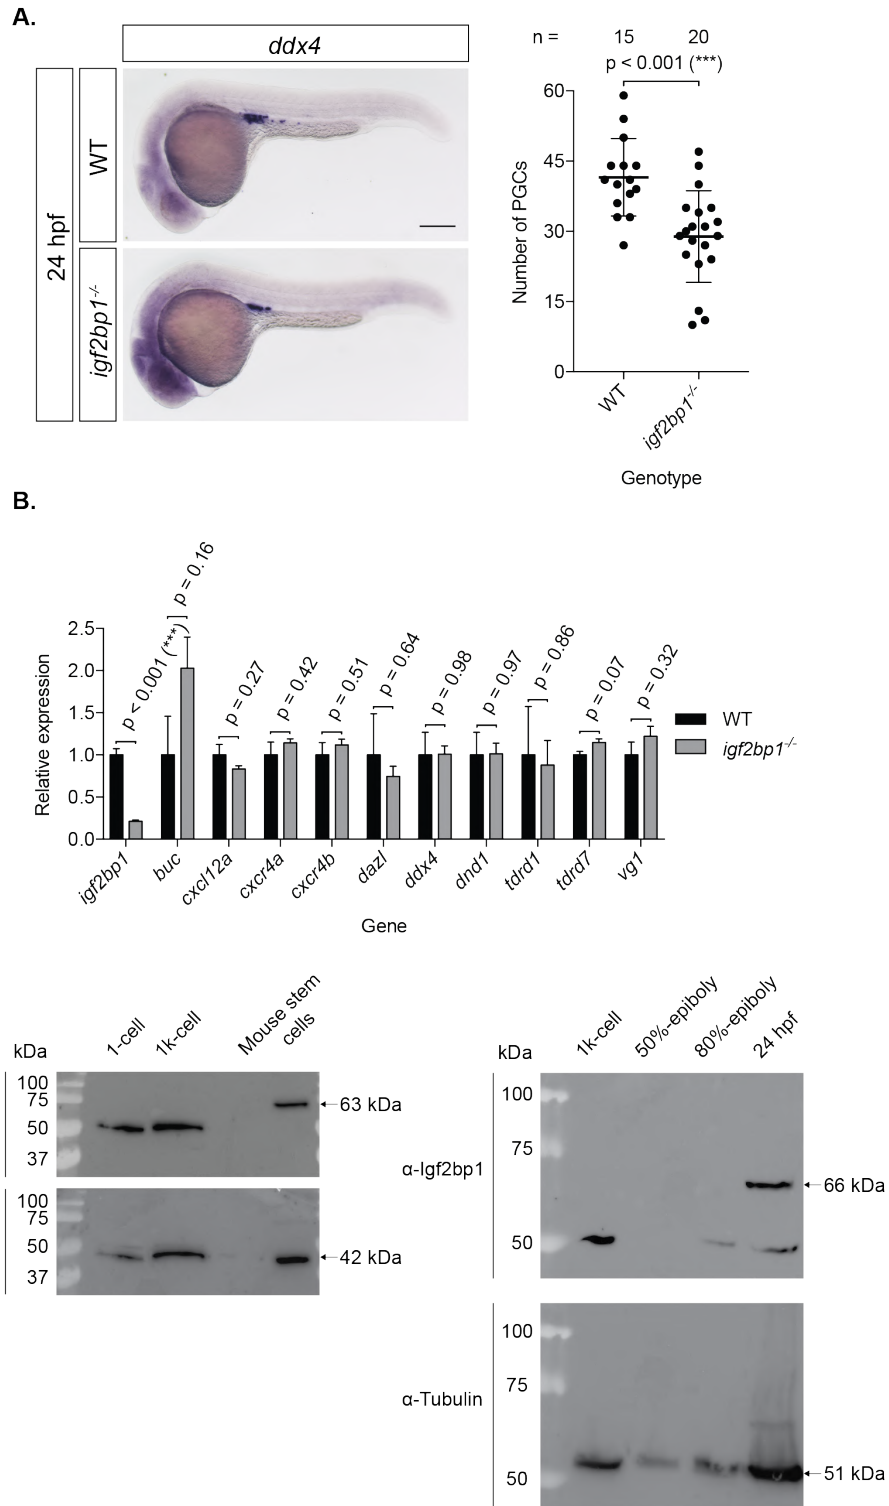 A.
ddx4
n = 15 20
p < 0.001 (***)
24 hpf
WT
igf2bp1-/-
Number of PGCs
60
45
30
15
0
WT
igf2bp1-/-
Genotype
B.
Relative expression
2.5
2.0
1.5
1.0
0.5
0.0
p < 0.001 (***)
p = 0.16
p = 0.27
p = 0.42
p = 0.51
p = 0.64
p = 0.98
p = 0.97
p = 0.86
p = 0.07
p = 0.32
WT
igf2bp1-/-
igf2bp1
buc
cxcl12a
cxcr4a
cxcr4b
dazl
ddx4
dnd1
tdrd1
tdrd7
vg1
Gene
kDa
1-cell
1k-cell
Mouse stem
cells
100
75
50
37
63 kDa
100
75
50
37
42 kDa
kDa
1k-cell
50%-epiboly
80%-epiboly
24 hpf
α-Igf2bp1
100
75
50
66 kDa
α-Tubulin
100
75
50
51 kDa